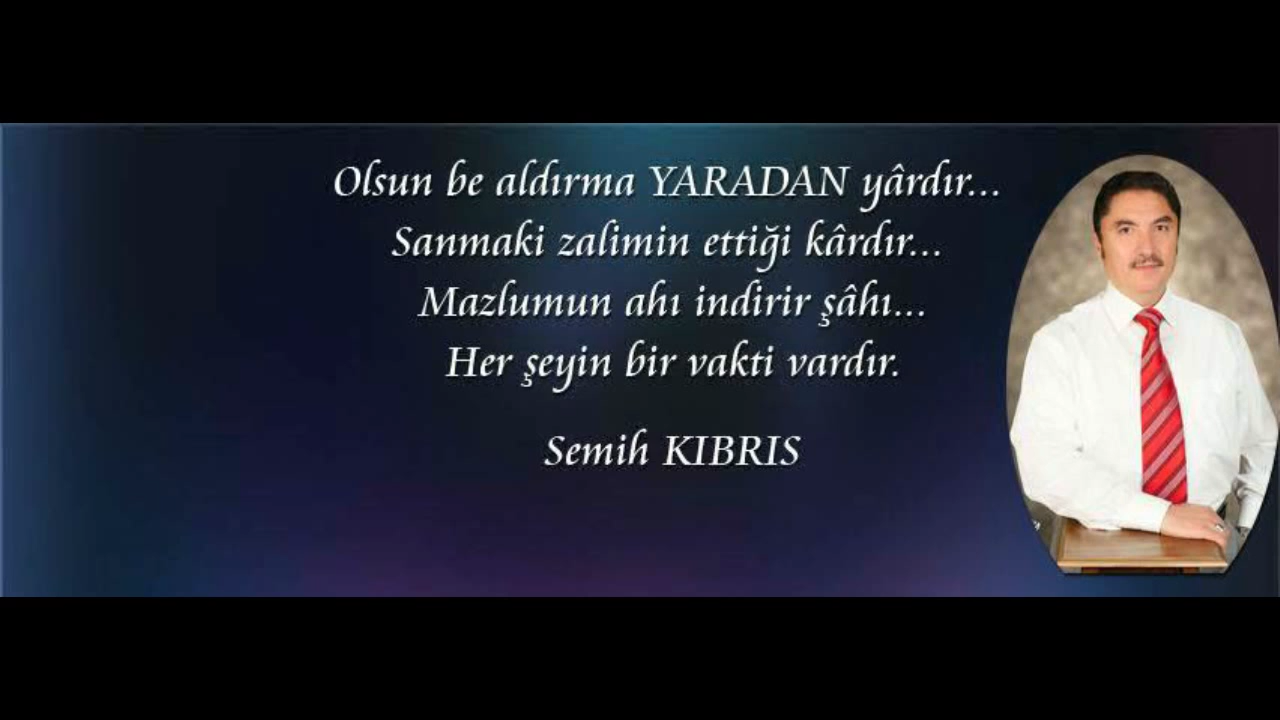 Olsun be aldırma YARADAN yârdır...
Sanmaki zalimin ettiği kârdır...
Mazlumun ahı indirir şâhı...
Her şeyin bir vakti vardır.
Semih KIBRIS